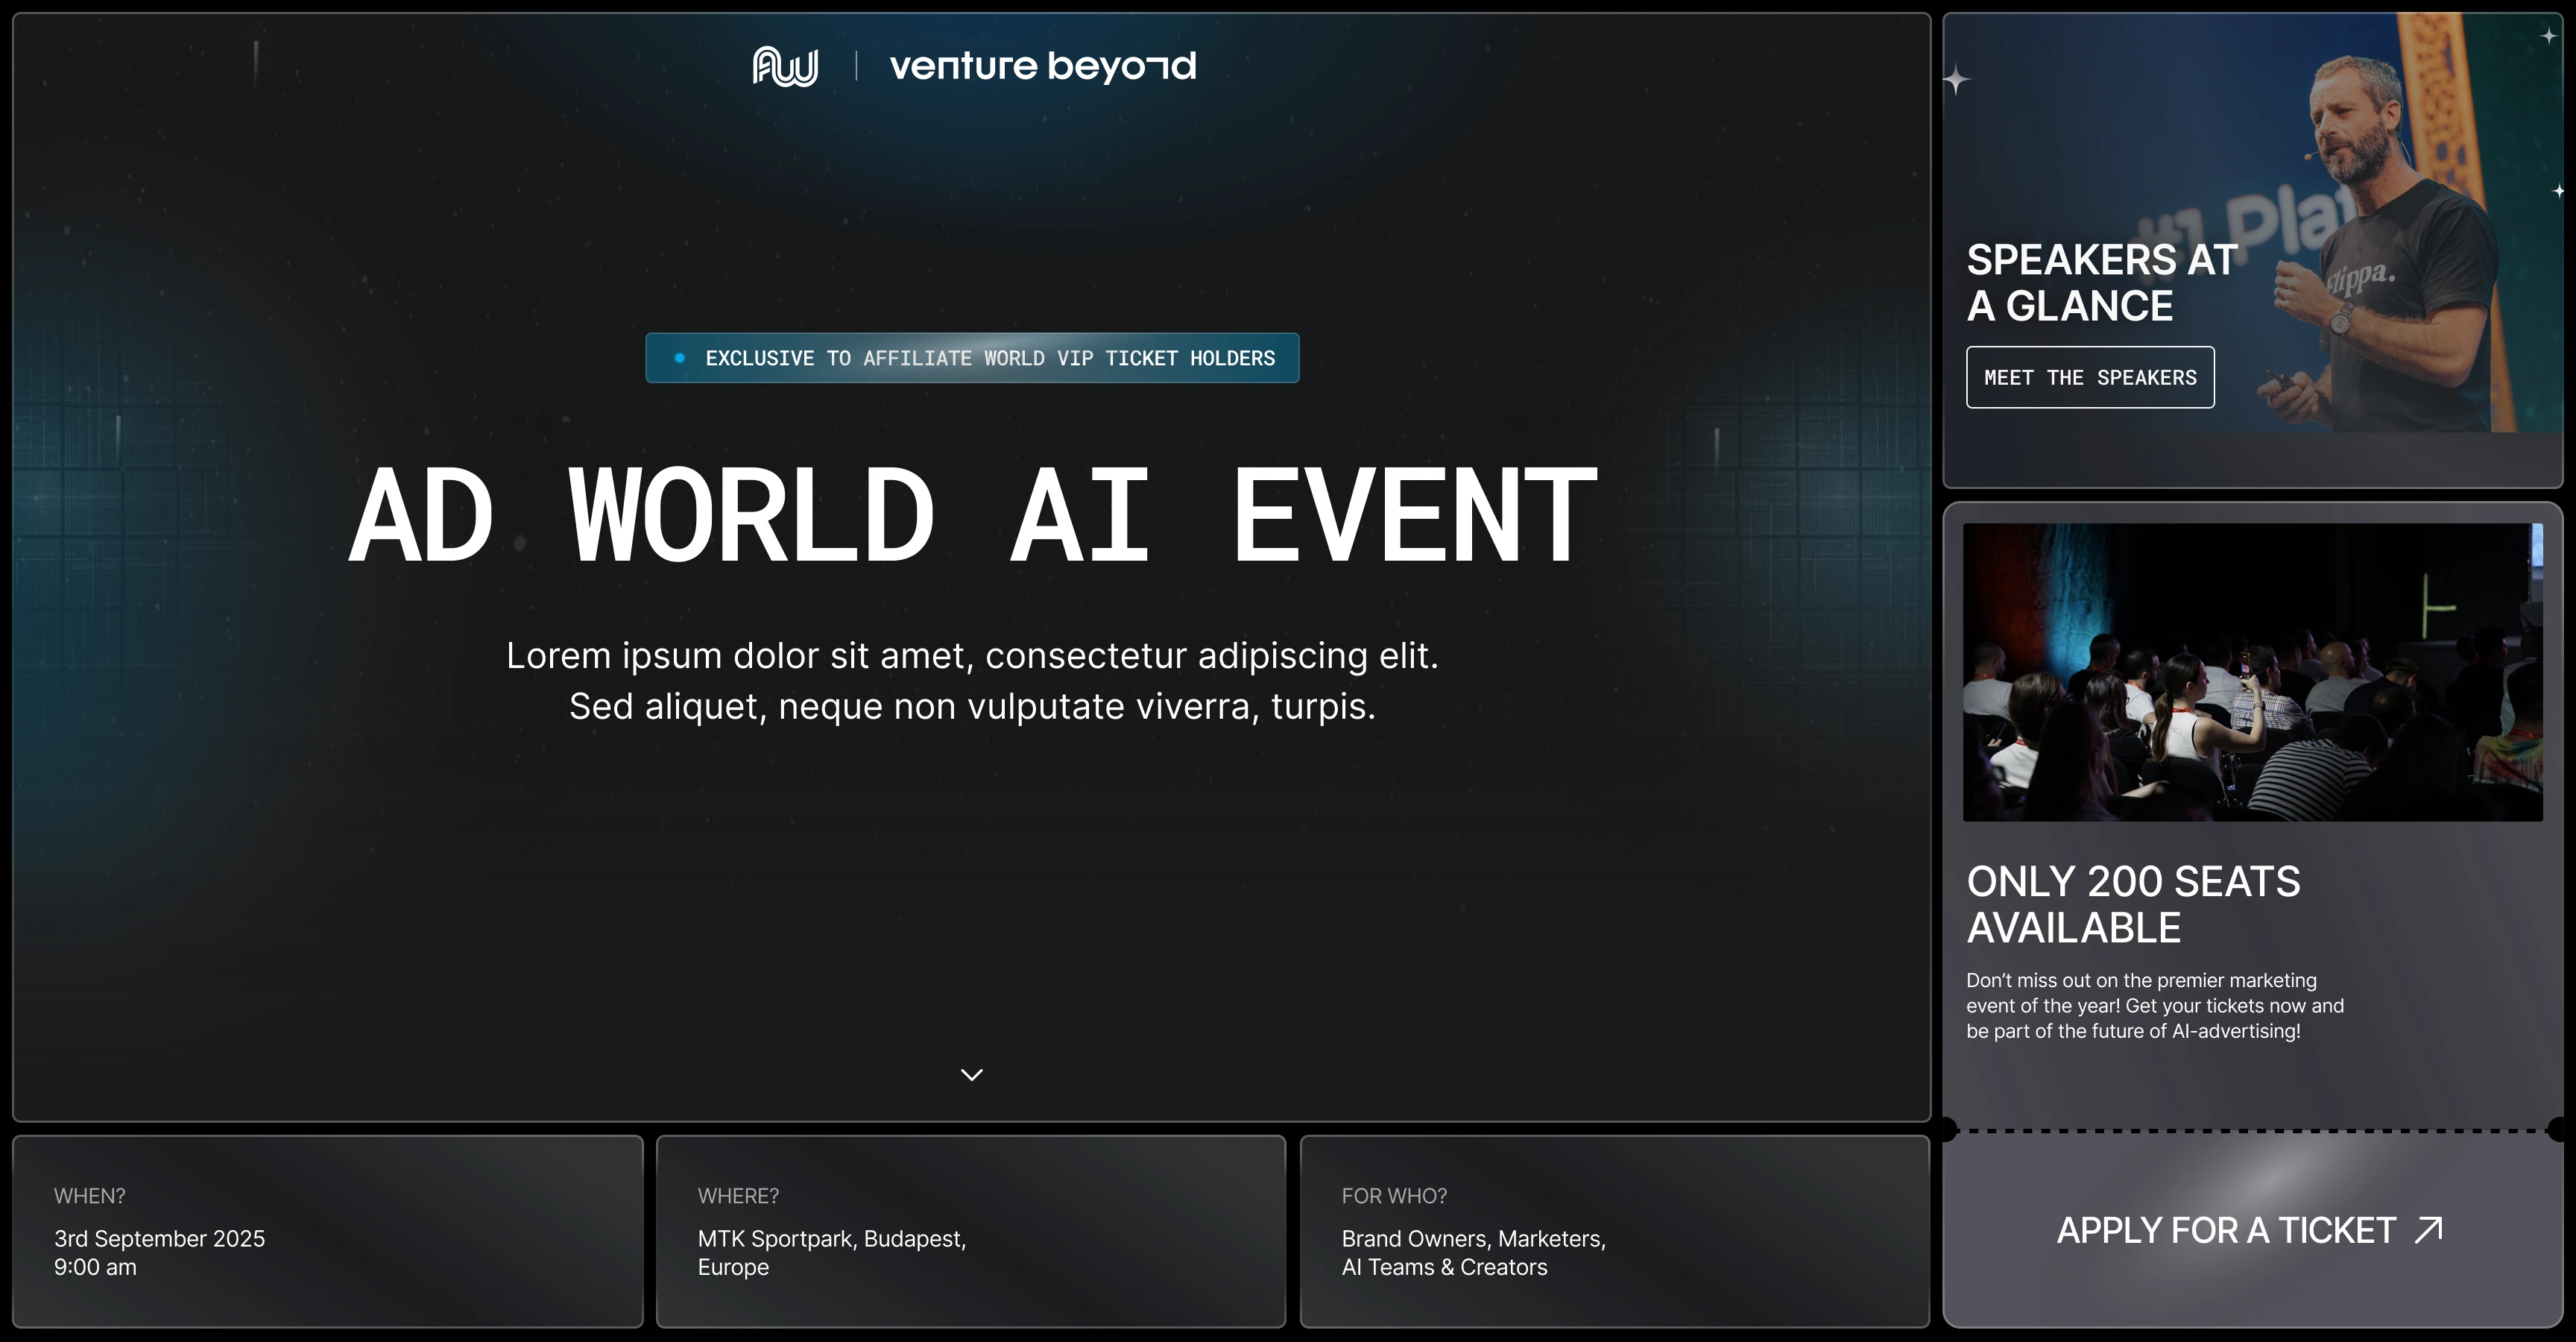 AW
venture beyond
EXCLUSIVE TO AFFILIATE WORLD VIP TICKET HOLDERS
AD WORLD AI EVENT
Lorem ipsum dolor sit amet, consectetur adipiscing elit.
Sed aliquet, neque non vulputate viverra, turpis.
WHEN?
3rd September 2025
9:00 am
WHERE?
MTK Sportpark, Budapest,
Europe
FOR WHO?
Brand Owners, Marketers,
AI Teams & Creators
#1 Pla
flippa.
SPEAKERS AT
A GLANCE
MEET THE SPEAKERS
ONLY 200 SEATS
AVAILABLE
Don’t miss out on the premier marketing
event of the year! Get your tickets now and
be part of the future of AI-advertising!
APPLY FOR A TICKET